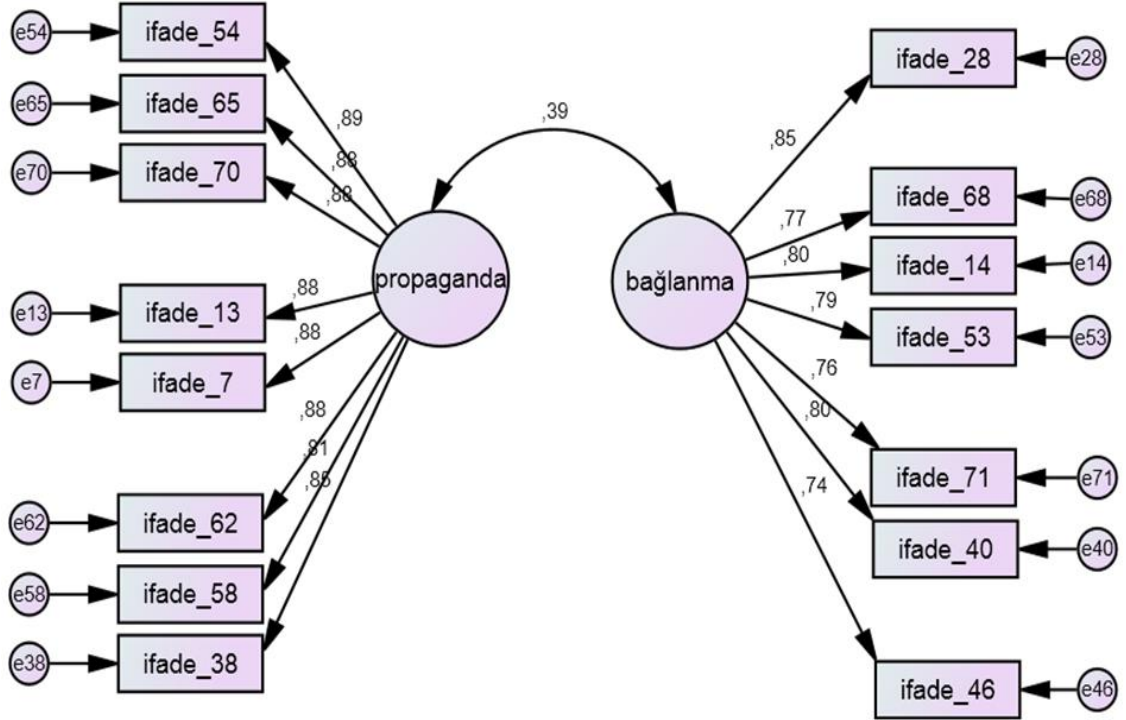 e54
ifade_54
e65
ifade_65
e70
ifade_70
e13
ifade_13
e7
ifade_7
e62
ifade_62
e58
ifade_58
e38
ifade_38
,89
,88
,88
,88
,88
,88
,81
,85
propaganda
,39
bağlanma
,85
,77
,80
,79
,76
,80
,74
ifade_28
e28
ifade_68
e68
ifade_14
e14
ifade_53
e53
ifade_71
e71
ifade_40
e40
ifade_46
e46